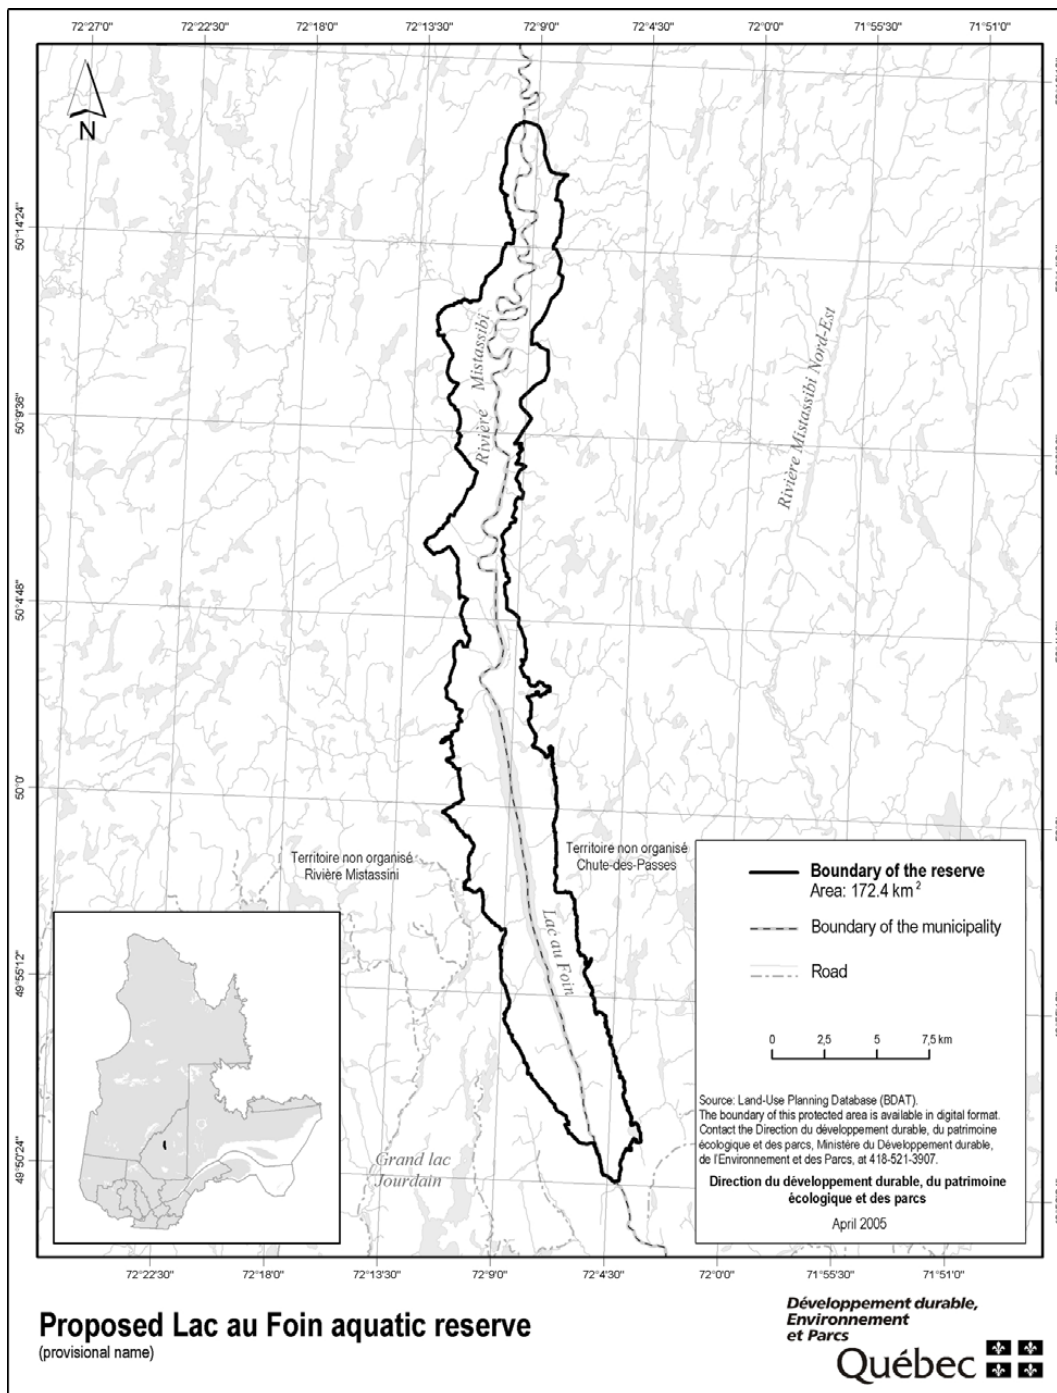 72°27'0"
72°22'30"
72°18'0"
72°13'30"
72°9'0"
72°4'30"
72°0'0"
71°55'30"
71°51'0"
N
50°14'24"
50°9'36"
50°4'48"
50°0'
49°55'12"
49°50'24"
Rivière Mistassibi
Rivière Mistassibi Nord-Est
Territoire non organisé
Rivière Mistassini
Territoire non organisé
Chute-des-Passes
Lac au Foin
Grand lac
Jourdain
Boundary of the reserve
Area: 172.4 km²
Boundary of the municipality
Road
0 2,5 5 7,5 km
Source: Land-Use Planning Database (BDAT).
The boundary of this protected area is available in digital format.
Contact the Direction du développement durable, du patrimoine
écologique et des parcs, Ministère du Développement durable,
de l'Environnement et des Parcs, at 418-521-3907.
Direction du développement durable, du patrimoine
écologique et des parcs
April 2005
72°22'30"
72°18'0"
72°13'30"
72°9'0"
72°4'30"
72°0'0"
71°55'30"
71°51'0"
Proposed Lac au Foin aquatic reserve
(provisional name)
Développement durable,
Environnement
et Parcs
Québec